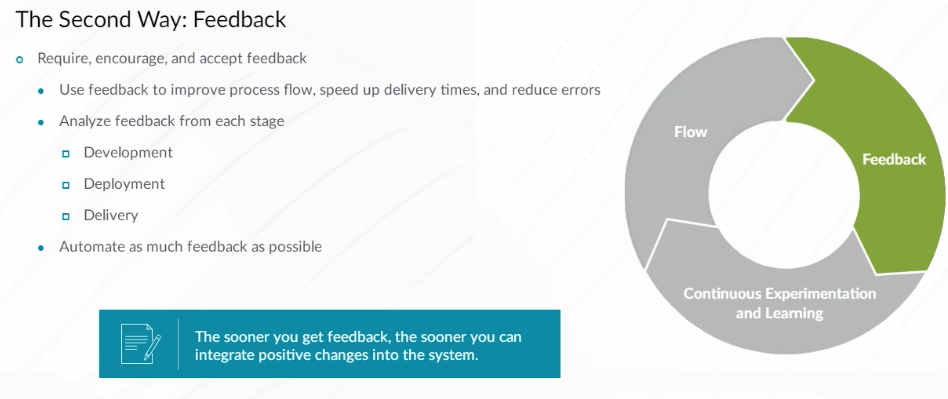 The Second Way: Feedback
Require, encourage, and accept feedback
Use feedback to improve process flow, speed up delivery times, and reduce errors
Analyze feedback from each stage
Development
Deployment
Delivery
Automate as much feedback as possible
The sooner you get feedback, the sooner you can
integrate positive changes into the system.
Flow
Feedback
Continuous Experimentation
and Learning